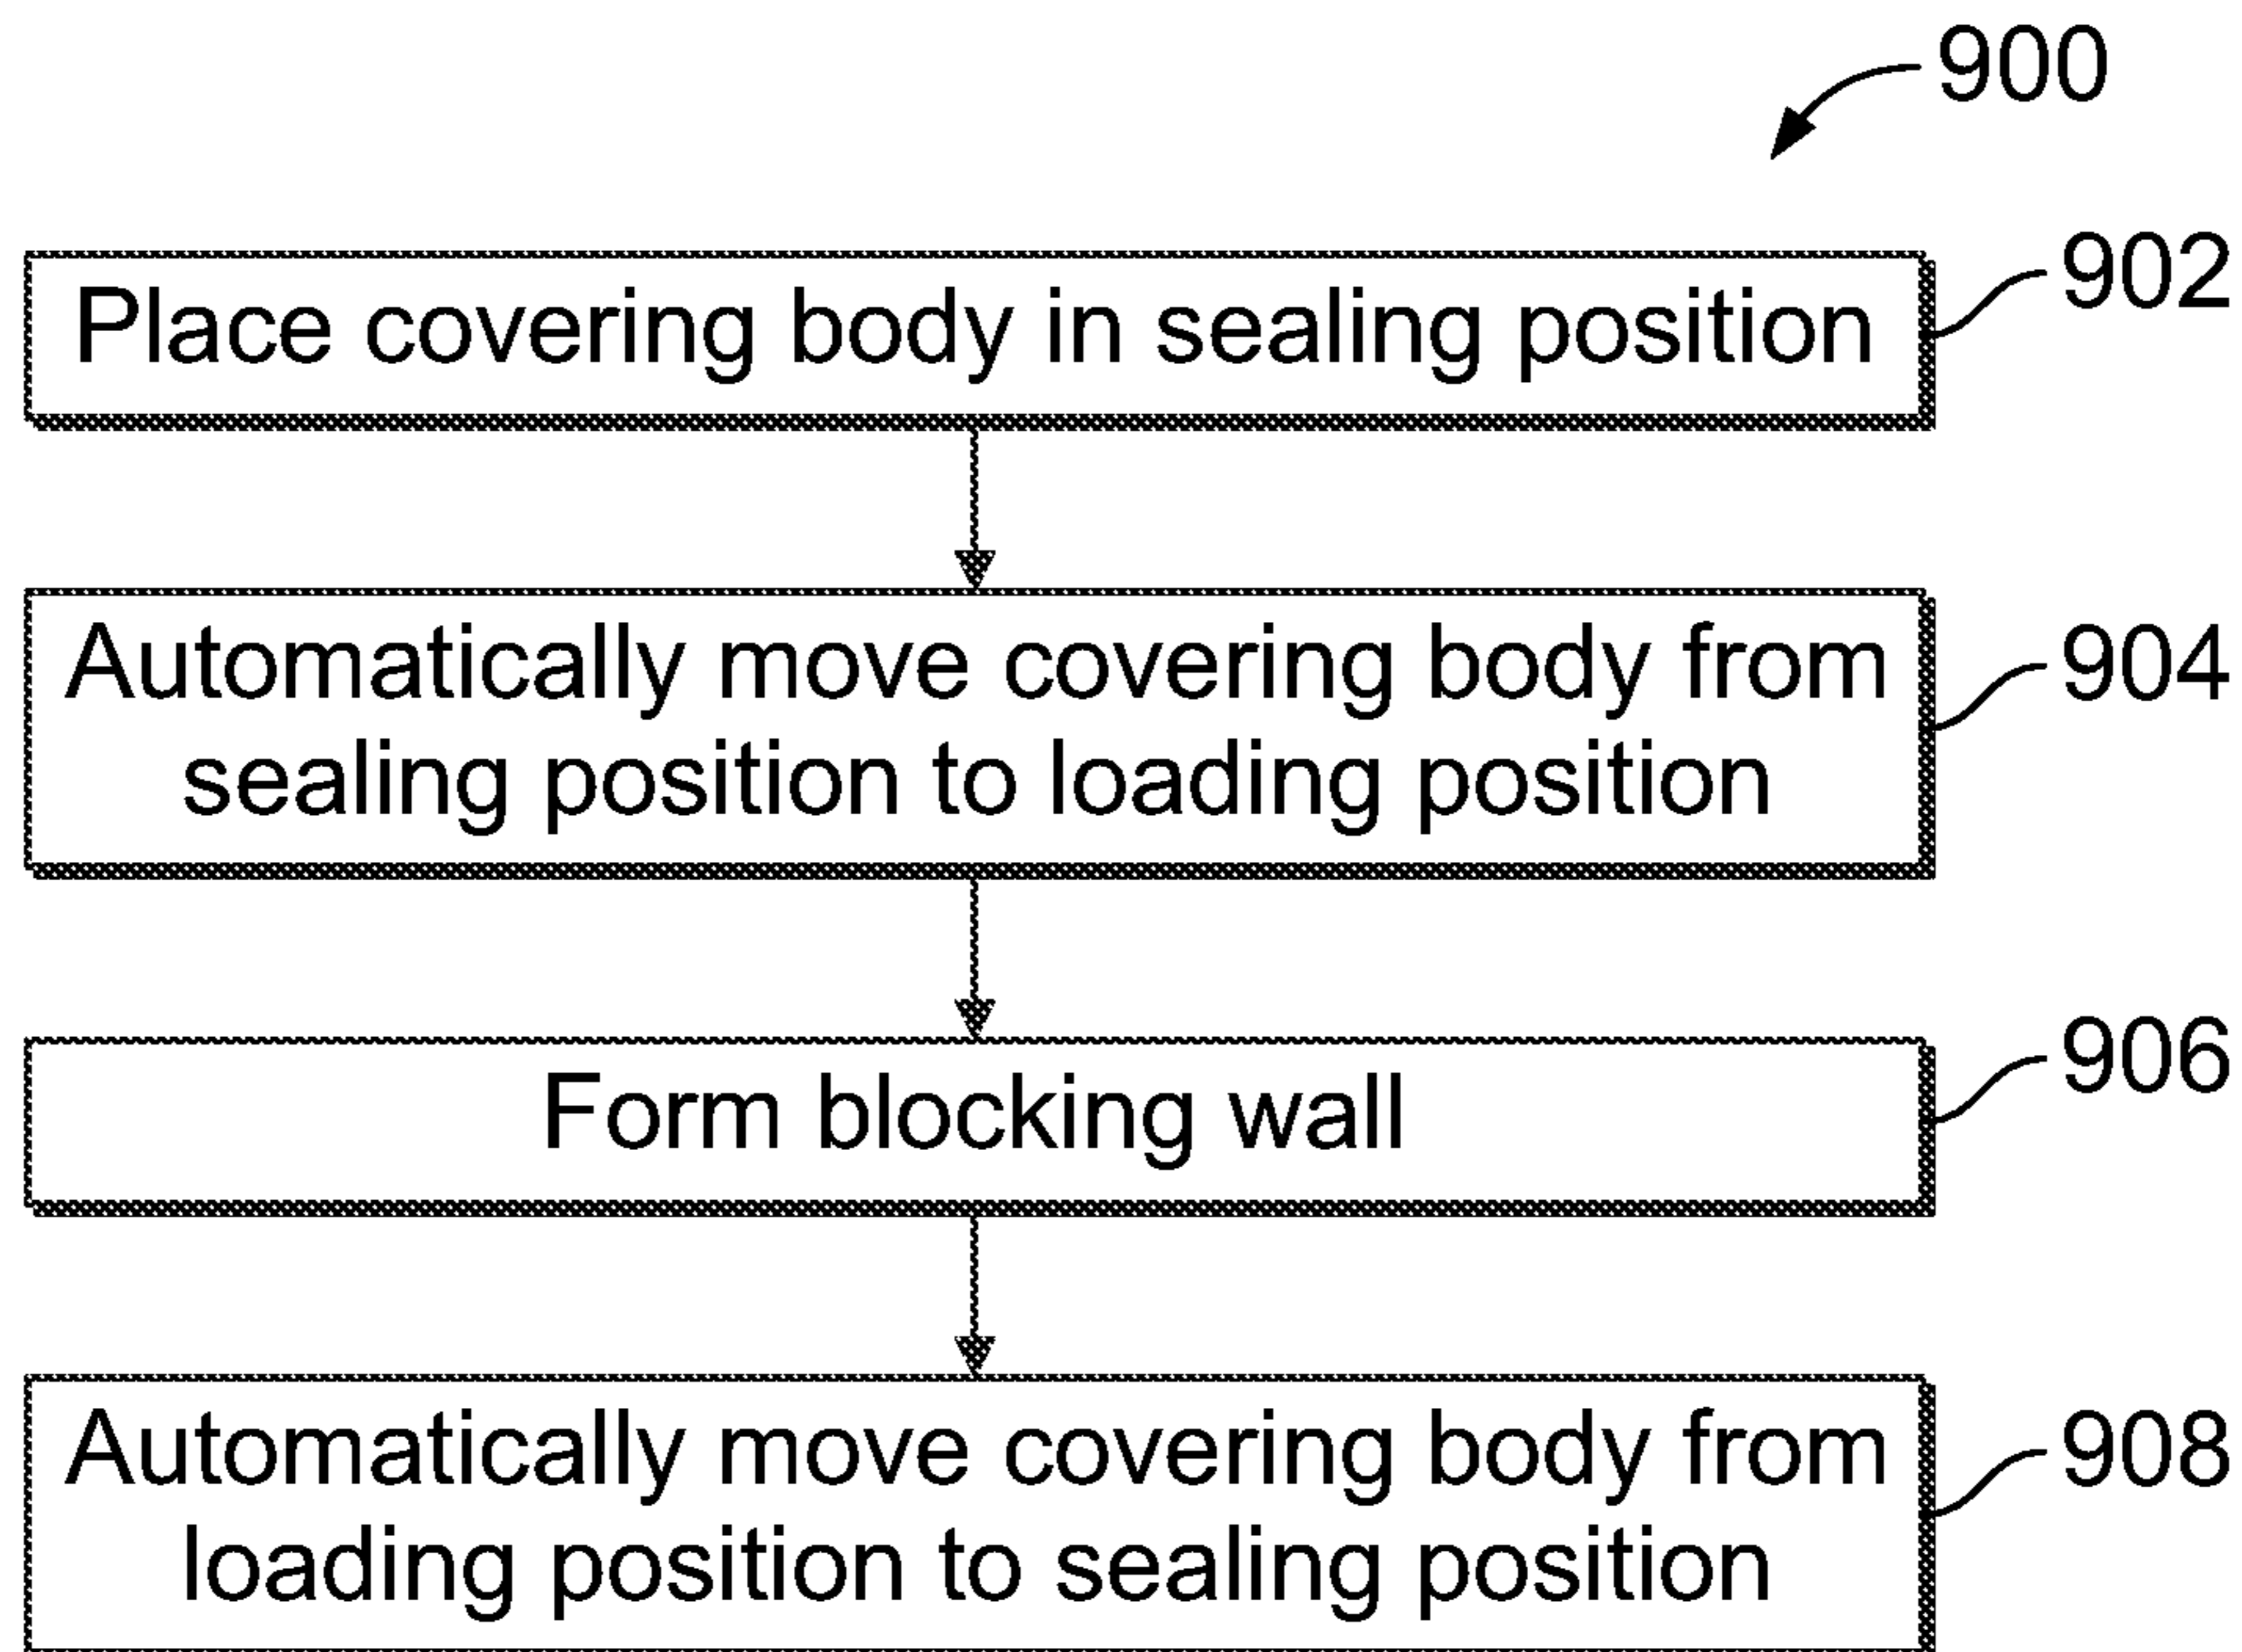 900
Place covering body in sealing position
902
Automatically move covering body from
sealing position to loading position
904
Form blocking wall
906
Automatically move covering body from
loading position to sealing position
908